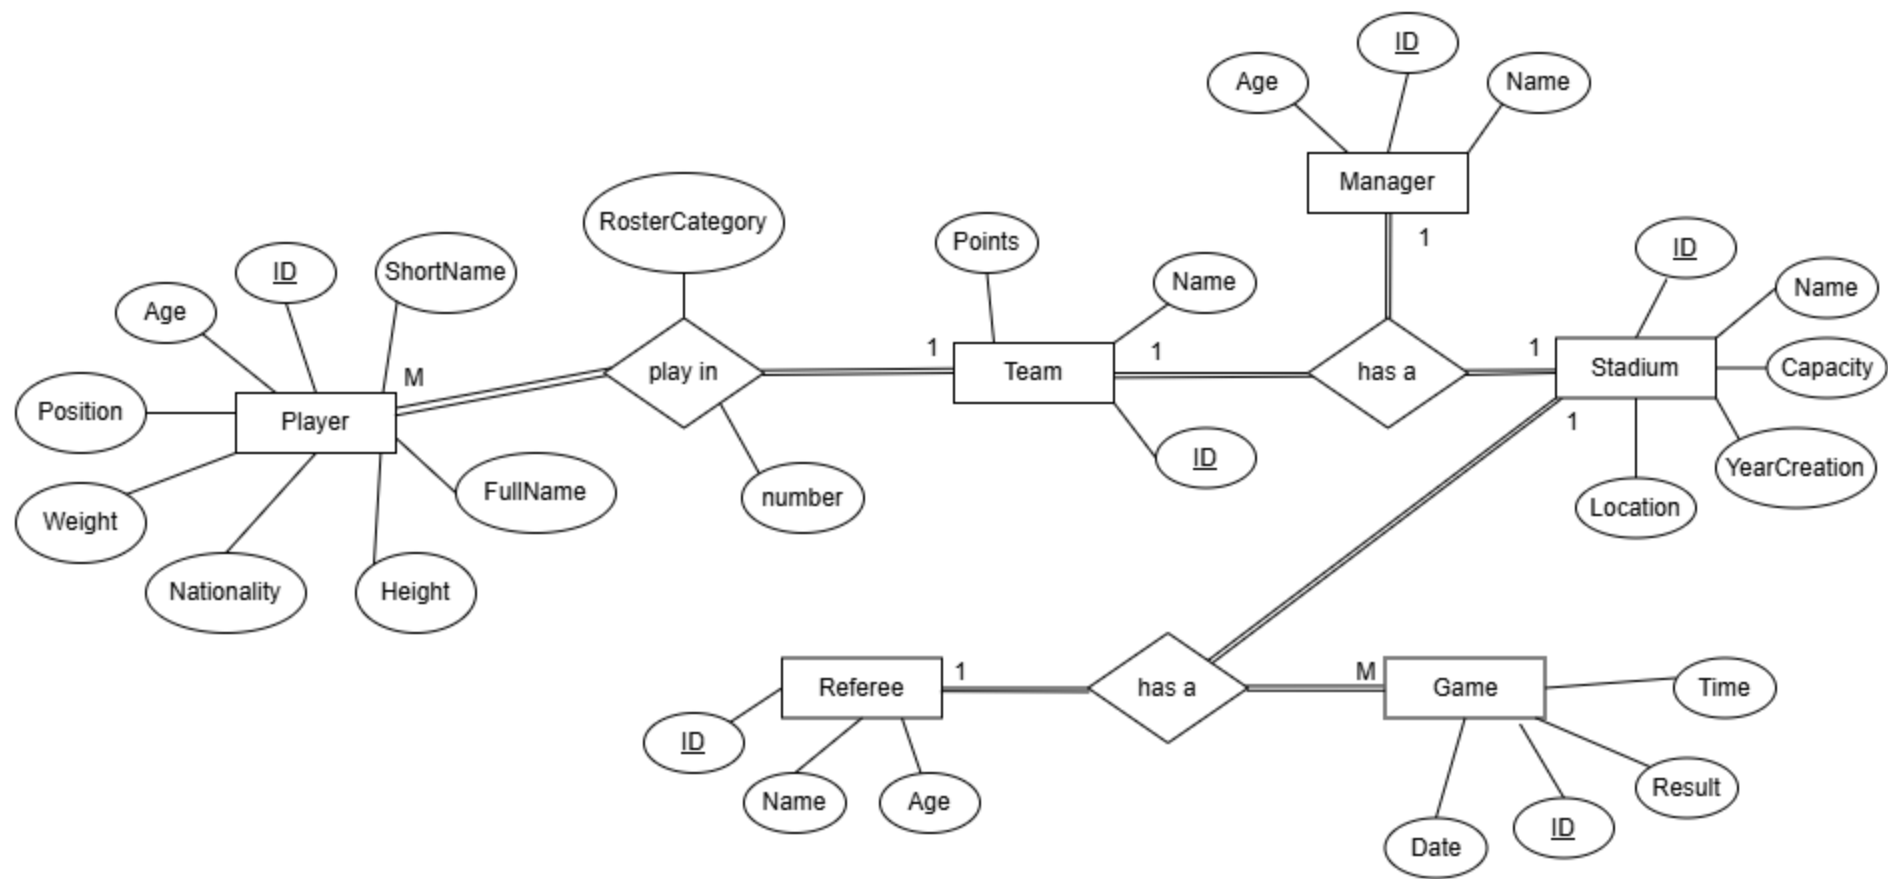 ID
Age
Name
Manager
1
RosterCategory
Points
Name
ID
Name
ID
ShortName
Age
M
play in
1
Team
1
has a
1
Stadium
Capacity
1
Position
Player
Weight
FullName
number
ID
YearCreation
Location
Nationality
Height
Referee
1
has a
M
Game
Time
ID
Name
Age
Result
Date
ID